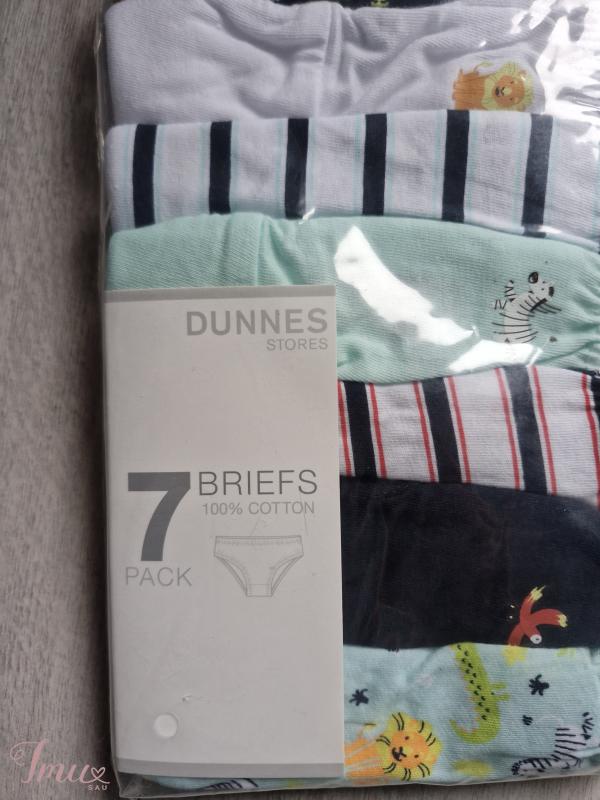 DUNNES
STORES
7
BRIEFS
100% COTTON
PACK
Imu
SAU